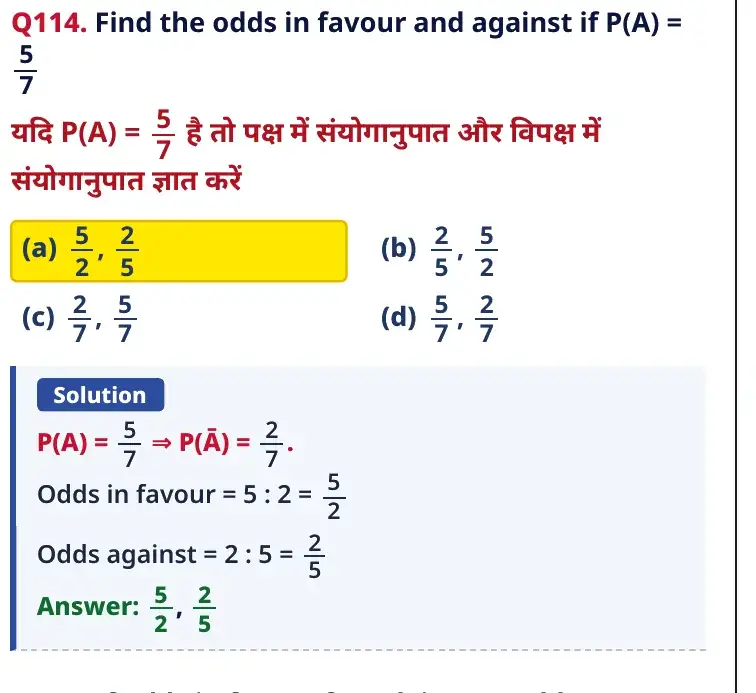 Q114. Find the odds in favour and against if P(A) =
5/7
यदि P(A) = 5/7 है तो पक्ष में संयोगानुपात और विपक्ष में
संयोगानुपात ज्ञात करें
(a) 5/2, 2/5 (b) 2/5, 5/2
(c) 2/7, 5/7 (d) 5/7, 2/7
Solution
P(A) = 5/7 ⇒ P(Ā) = 2/7.
Odds in favour = 5 : 2 = 5/2
Odds against = 2 : 5 = 2/5
Answer: 5/2, 2/5